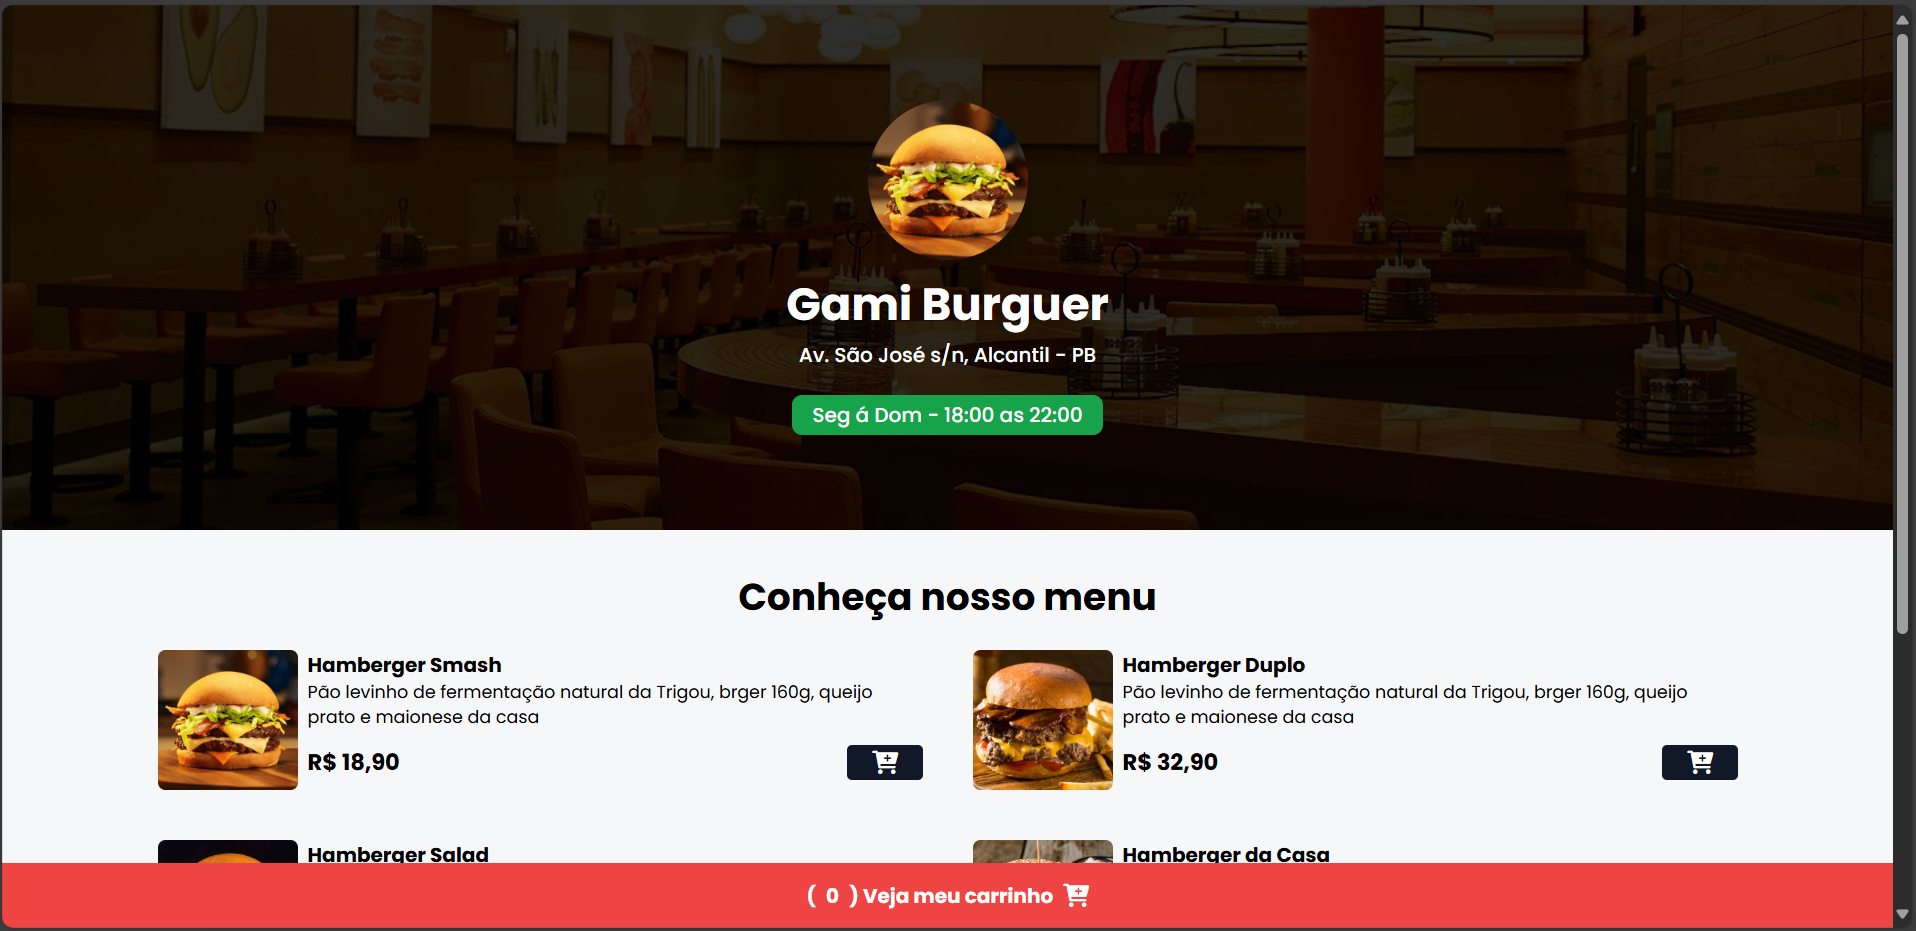 Gami Burguer
Av. São José s/n, Alcantil - PB
Seg á Dom - 18:00 as 22:00
Conheça nosso menu
Hamberger Smash
Pão levinho de fermentação natural da Trigou, brger 160g, queijo
prato e maionese da casa
R$ 18,90
Hamberger Duplo
Pão levinho de fermentação natural da Trigou, brger 160g, queijo
prato e maionese da casa
R$ 32,90
Hamberger Salad
Hamberger da Casa
( 0 ) Veja meu carrinho